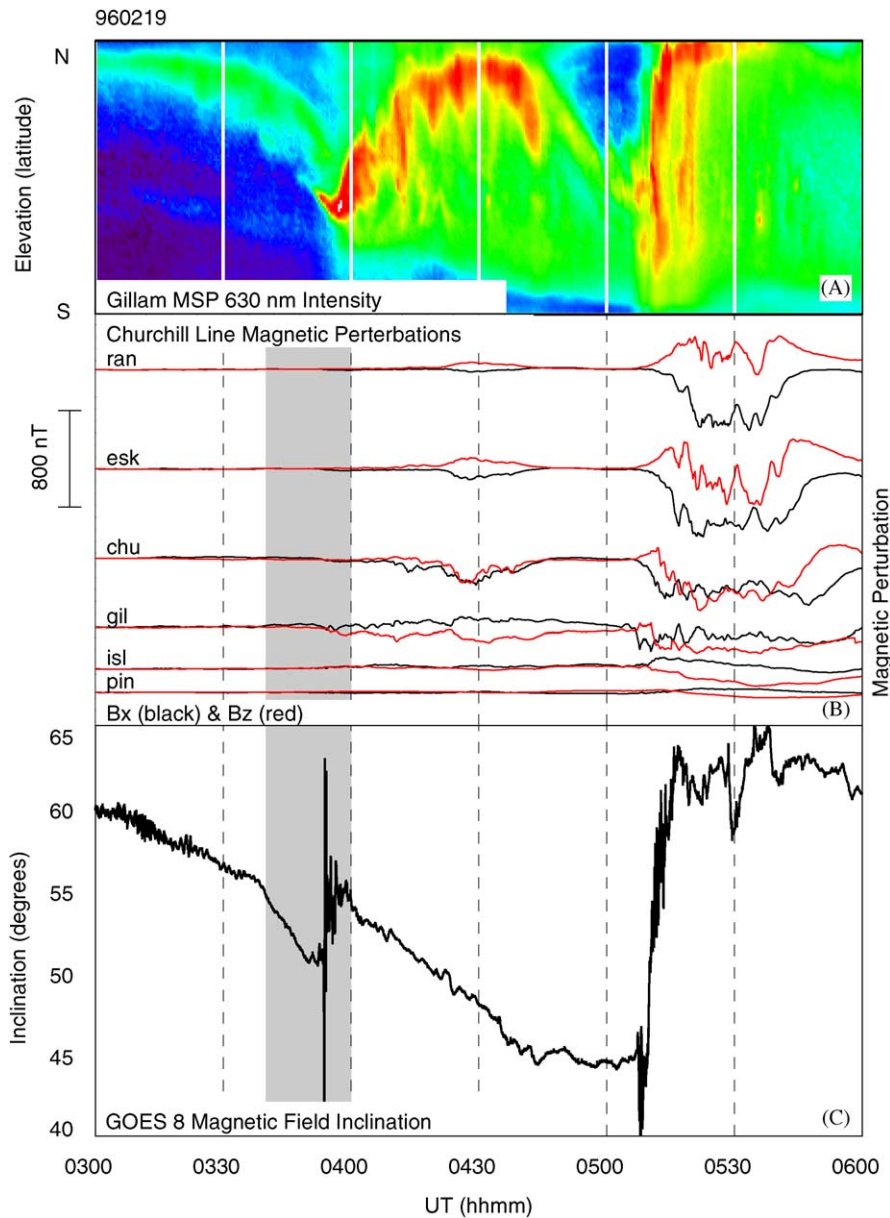 960219
N
Elevation (latitude)
(A)
Gillam MSP 630 nm Intensity
S
Churchill Line Magnetic Perterbations
ran
800 nT
esk
chu
gil
isl
pin
Magnetic Perturbation
Bx (black) & Bz (red)
(B)
65
60
55
50
45
40
Inclination (degrees)
GOES 8 Magnetic Field Inclination
(C)
0300 0330 0400 0430 0500 0530 0600
UT (hhmm)